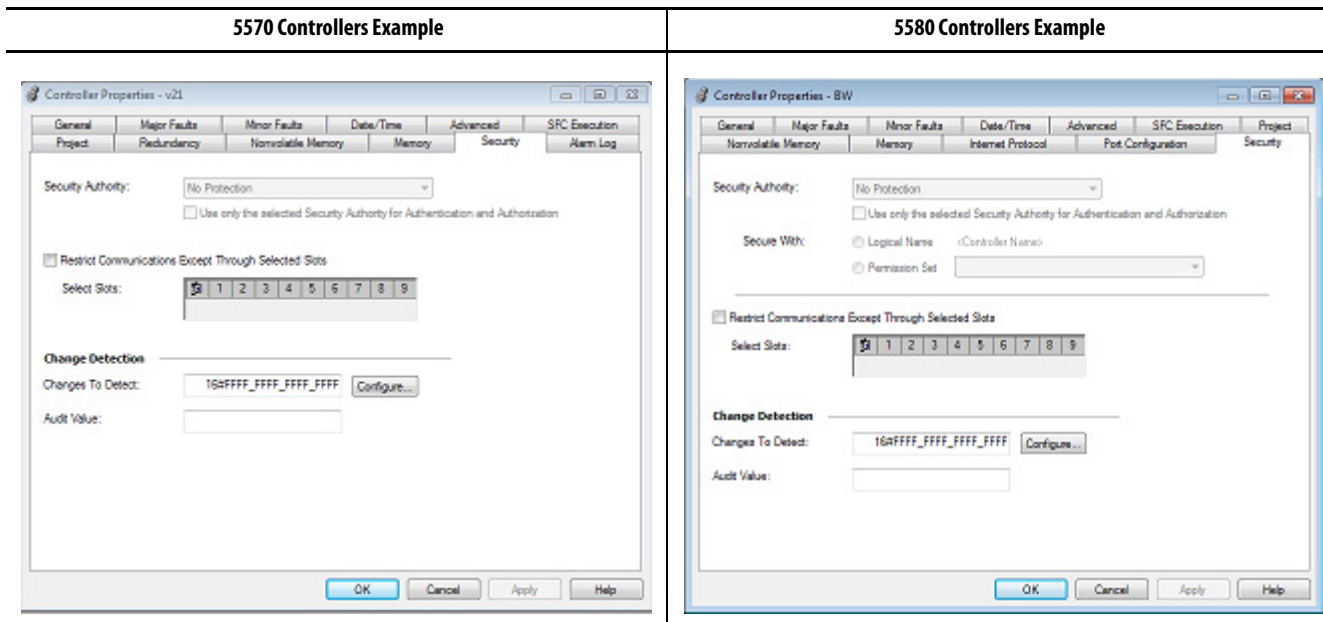 5570 Controllers Example
5580 Controllers Example
Controller Properties - v21
General Major Faults Minor Faults Date/Time Advanced SFC Execution
Project Redundancy Nonvolatile Memory Memory Security Alarm Log
Security Authority: No Protection
Use only the selected Security Authority for Authentication and Authorization
Restrict Communications Except Through Selected Slots
Select Slots: 1 2 3 4 5 6 7 8 9
Change Detection
Changes To Detect: 16#FFFF_FFFF_FFFF_FFFF Configure...
Audit Value:
OK Cancel Apply Help
Controller Properties - BW
General Major Faults Minor Faults Date/Time Advanced SFC Execution Project
Nonvolatile Memory Memory Internet Protocol Port Configuration Security
Security Authority: No Protection
Use only the selected Security Authority for Authentication and Authorization
Secure With: Logical Name <Controller Name>
Permission Set
Restrict Communications Except Through Selected Slots
Select Slots: 1 2 3 4 5 6 7 8 9
Change Detection
Changes To Detect: 16#FFFF_FFFF_FFFF_FFFF Configure...
Audit Value:
OK Cancel Apply Help